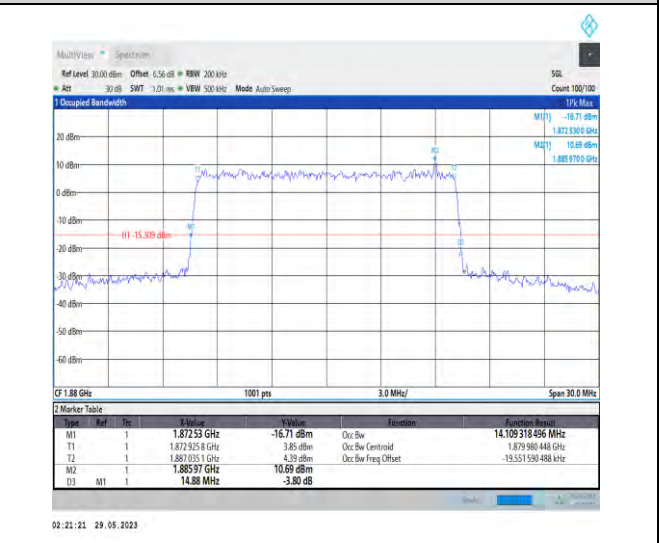 MultiView Spectrum
Ref Level 30.00 dBm Offset 6.56 dB RBW 200 kHz SGL
Att 30 dB SWT 1.01 ms VBW 500 kHz Mode Auto Sweep Count 100/100
1 Occupied Bandwidth 1Pk Max
M1[1] -16.71 dBm
1.872 5300 GHz
M2[1] 10.69 dBm
1.885 9700 GHz
20 dBm
M2
10 dBm
T1 T2
0 dBm
-10 dBm
M1
H1 -15.309 dBm
D3
-20 dBm
-30 dBm
-40 dBm
-50 dBm
-60 dBm
CF 1.88 GHz 1001 pts 3.0 MHz/ Span 30.0 MHz
2 Marker Table
Type Ref Trc X-Value Y-Value Function Function Result
M1 1 1.87253 GHz -16.71 dBm Occ Bw 14.109 318 496 MHz
T1 1 1.872 925 8 GHz 3.85 dBm Occ Bw Centroid 1.879 980 448 GHz
T2 1 1.887 035 1 GHz 4.39 dBm Occ Bw Freq Offset -19.551 590 488 kHz
M2 1 1.88597 GHz 10.69 dBm
D3 M1 1 14.88 MHz -3.80 dB
02:21:21 29.05.2023